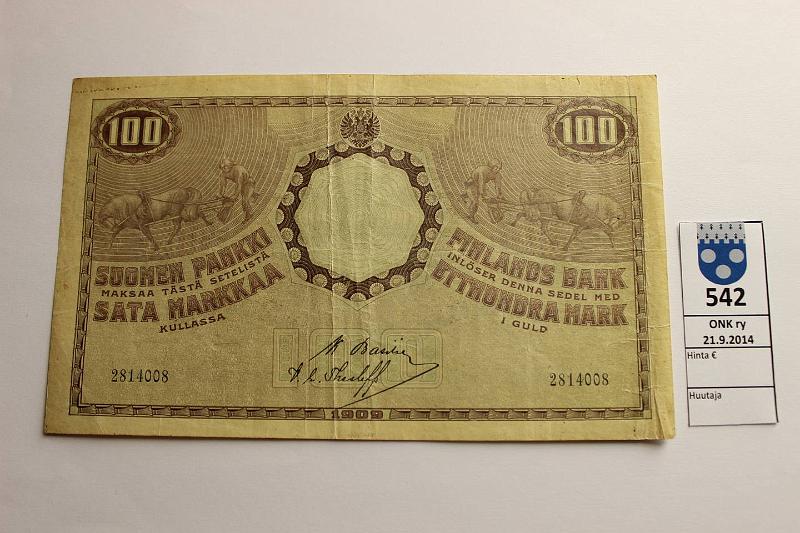 100
100
SUOMEN PANKKI
MAKSAA TÄSTÄ SETELISTÄ
SATA MARKKAA
KULLASSA
FINLANDS BANK
INLÖSER DENNA SEDEL MED
ETTHUNDRA MARK
I GULD
100
2814008
2814008
1909
542
ONK ry
21.9.2014
Hinta €
Huutaja